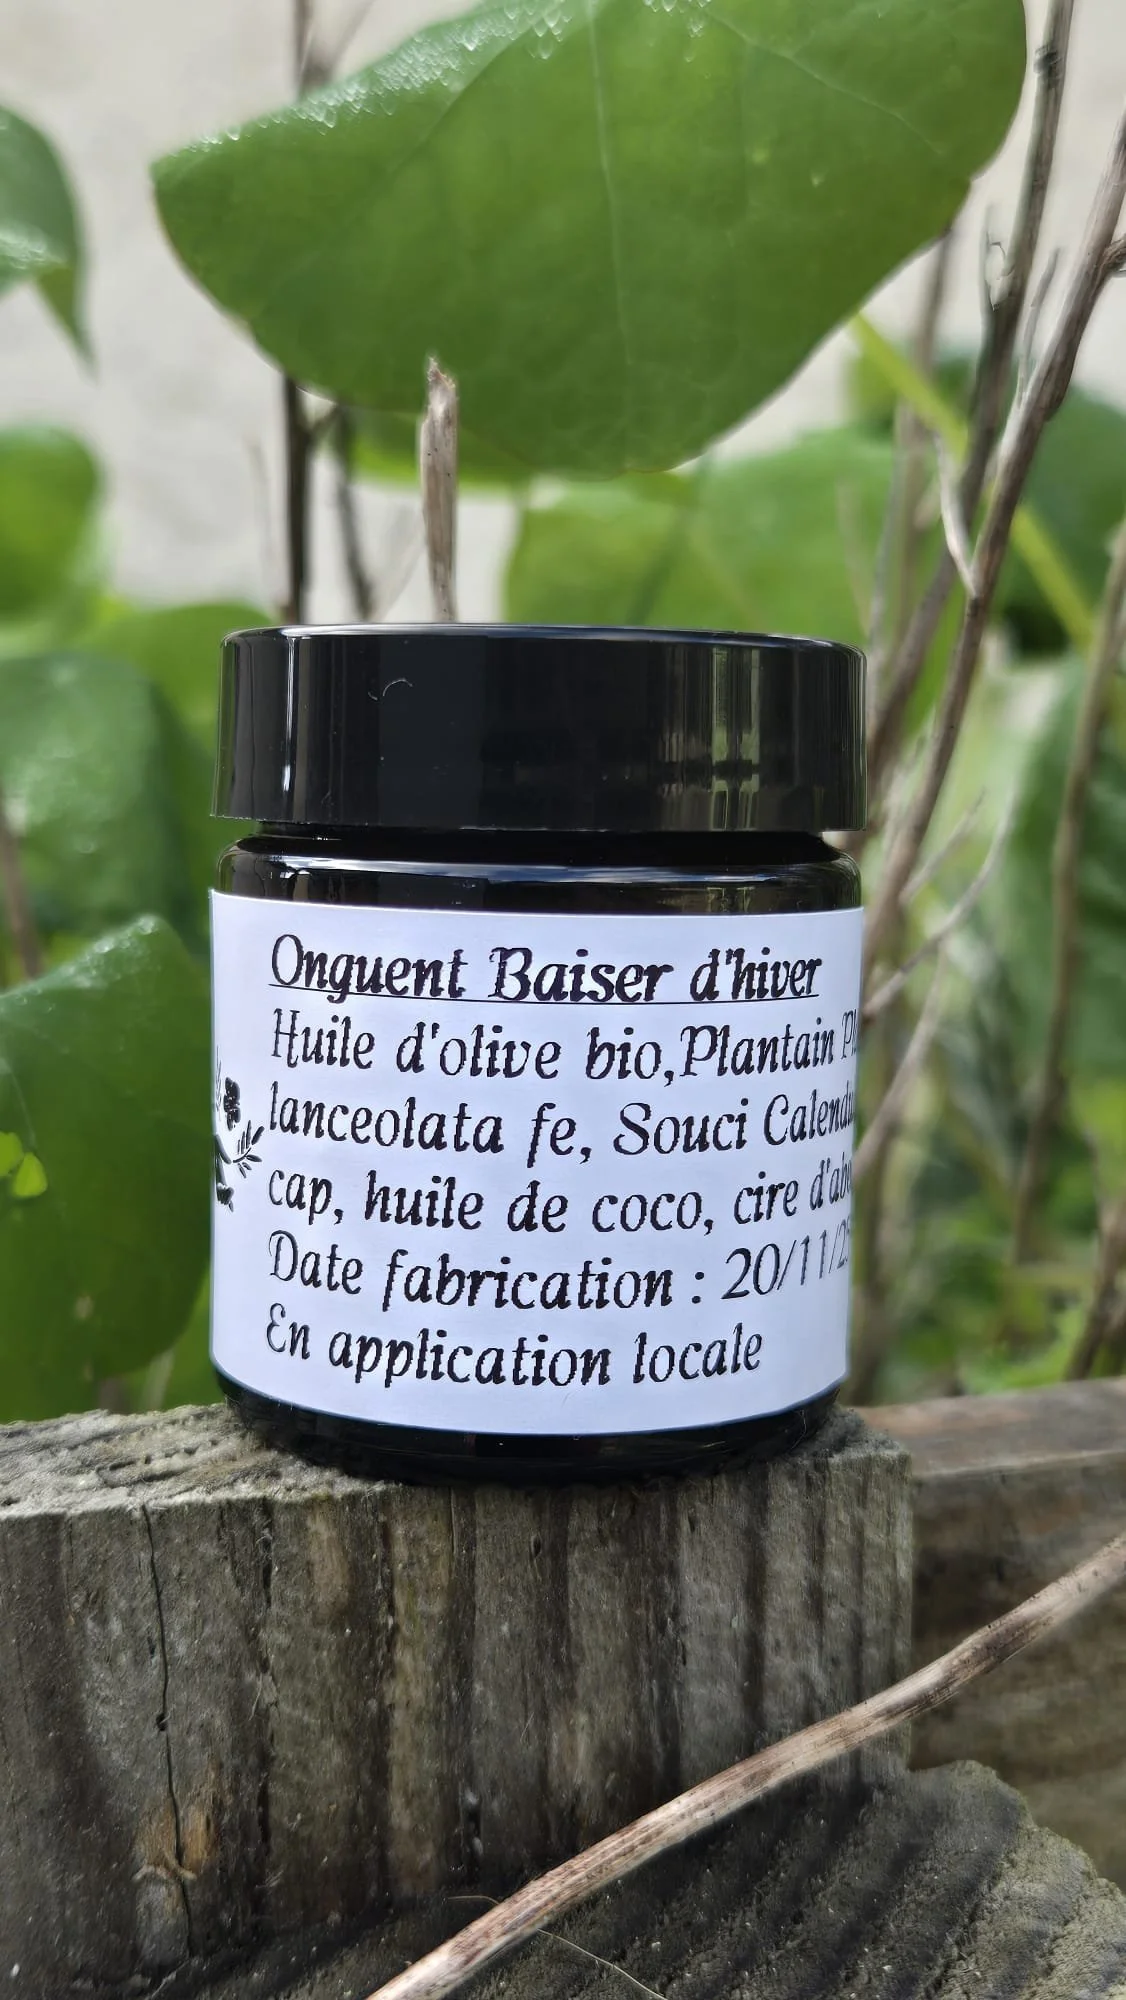 Onguent Baiser d'hiver
Huile d'olive bio,Plantain
lanceolata fe, Souci
cap, huile de coco, cire
Date fabrication :
En application locale